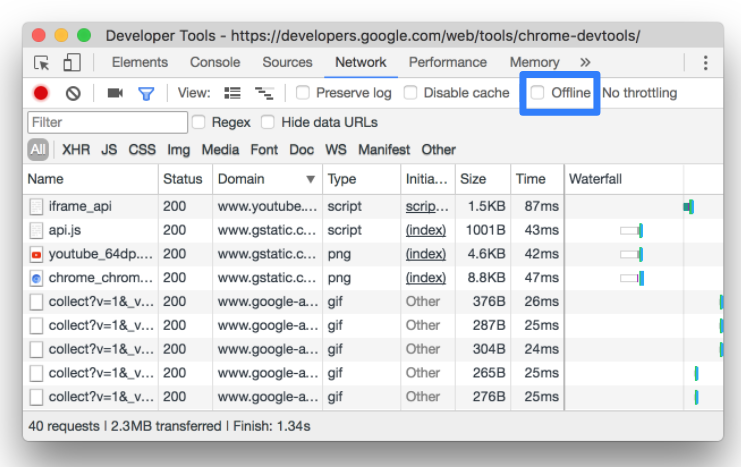 Developer Tools - https://developers.google.com/web/tools/chrome-devtools/
Elements Console Sources Network Performance Memory »
View: Preserve log Disable cache Offline No throttling
Filter Regex Hide data URLs
All XHR JS CSS Img Media Font Doc WS Manifest Other
Name Status Domain ▼ Type Initia... Size Time Waterfall
iframe_api 200 www.youtube.... script scrip... 1.5KB 87ms
api.js 200 www.gstatic.c... script (index) 1001B 43ms
youtube_64dp.... 200 www.gstatic.c... png (index) 4.6KB 42ms
chrome_chrom... 200 www.gstatic.c... png (index) 8.8KB 47ms
collect?v=1&_v... 200 www.google-a... gif Other 376B 26ms
collect?v=1&_v... 200 www.google-a... gif Other 287B 25ms
collect?v=1&_v... 200 www.google-a... gif Other 304B 24ms
collect?v=1&_v... 200 www.google-a... gif Other 265B 25ms
collect?v=1&_v... 200 www.google-a... gif Other 276B 25ms
40 requests | 2.3MB transferred | Finish: 1.34s